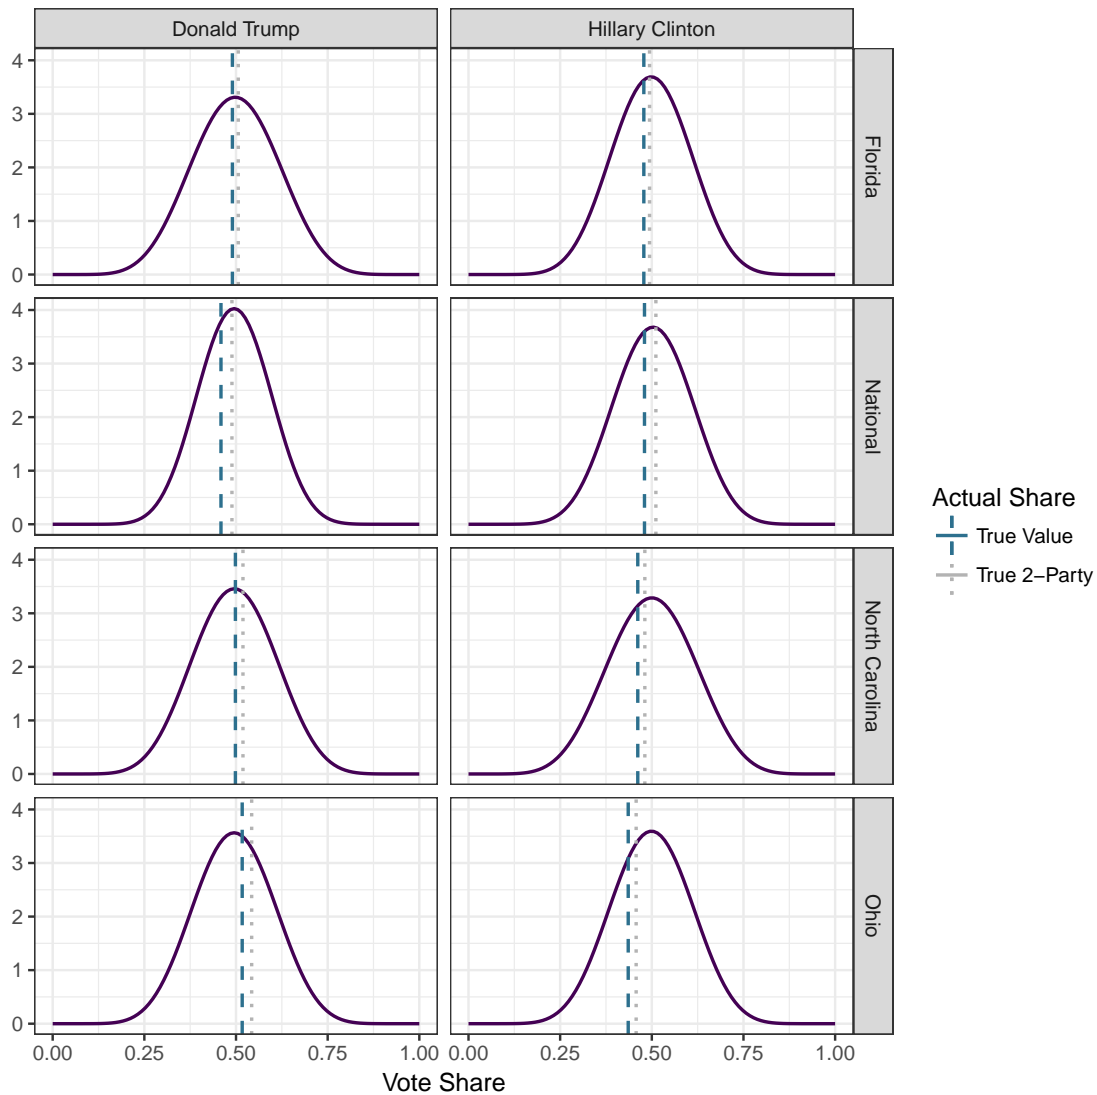 Donald Trump
Hillary Clinton
4
3
2
1
0
Florida
4
3
2
1
0
National
4
3
2
1
0
North Carolina
4
3
2
1
0
Ohio
0.00 0.25 0.50 0.75 1.00 0.00 0.25 0.50 0.75 1.00
Vote Share
Actual Share
True Value
True 2−Party